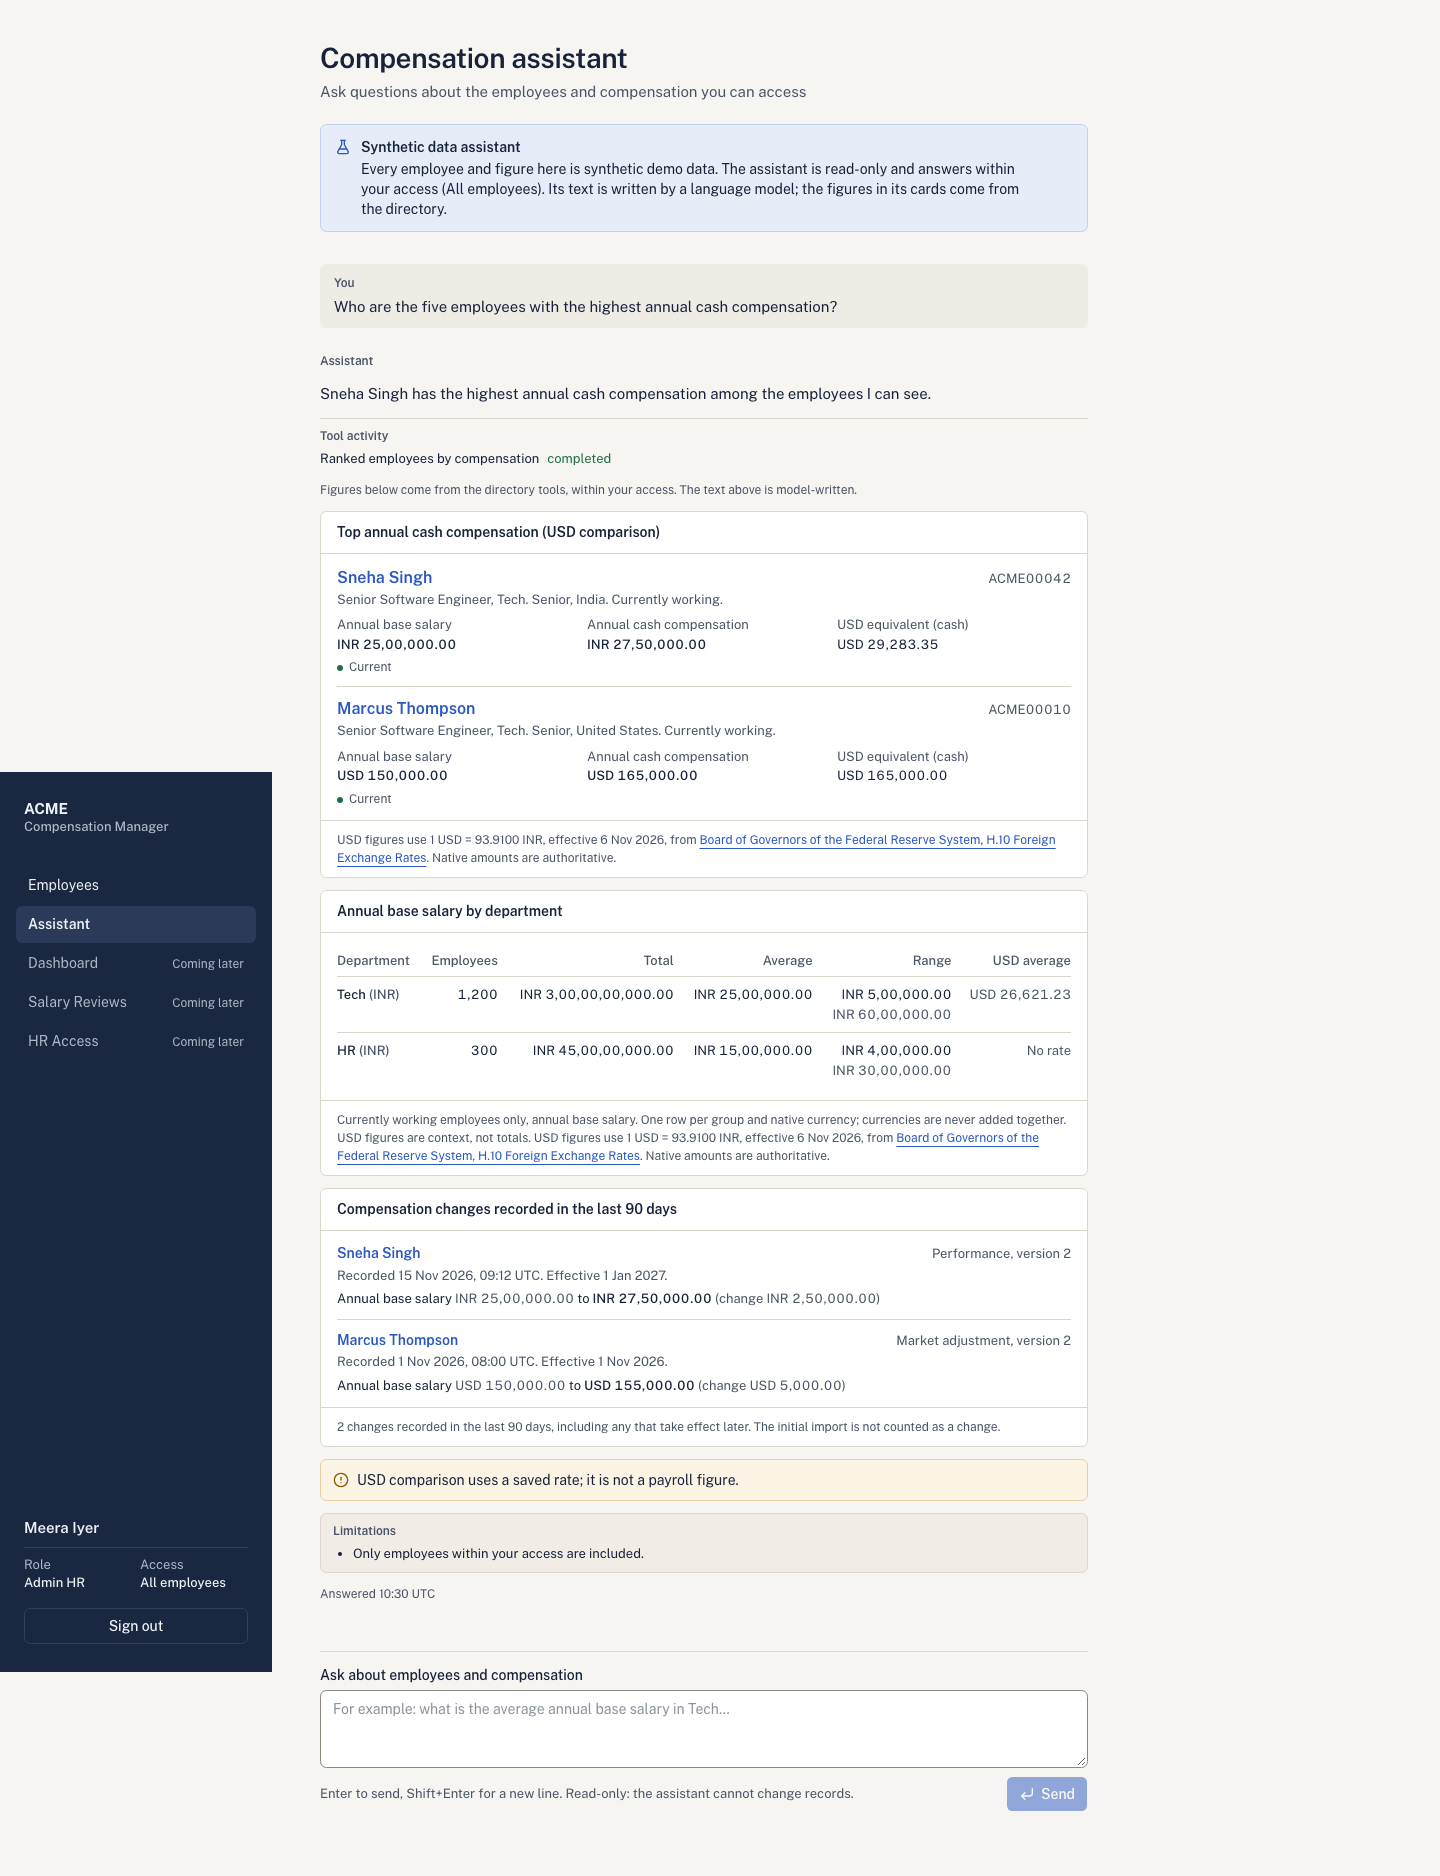 Compensation assistant
Ask questions about the employees and compensation you can access
Synthetic data assistant
Every employee and figure here is synthetic demo data. The assistant is read-only and answers within
your access (All employees). Its text is written by a language model; the figures in its cards come from
the directory.
You
Who are the five employees with the highest annual cash compensation?
Assistant
Sneha Singh has the highest annual cash compensation among the employees I can see.
Tool activity
Ranked employees by compensation completed
Figures below come from the directory tools, within your access. The text above is model-written.
Top annual cash compensation (USD comparison)
Sneha Singh ACME00042
Senior Software Engineer, Tech. Senior, India. Currently working.
Annual base salary Annual cash compensation USD equivalent (cash)
INR 25,00,000.00 INR 27,50,000.00 USD 29,283.35
Current
Marcus Thompson ACME00010
Senior Software Engineer, Tech. Senior, United States. Currently working.
Annual base salary Annual cash compensation USD equivalent (cash)
USD 150,000.00 USD 165,000.00 USD 165,000.00
Current
USD figures use 1 USD = 93.9100 INR, effective 6 Nov 2026, from Board of Governors of the Federal Reserve System, H.10 Foreign
Exchange Rates. Native amounts are authoritative.
Annual base salary by department
Department Employees Total Average Range USD average
Tech (INR) 1,200 INR 3,00,00,00,000.00 INR 25,00,000.00 INR 5,00,000.00 USD 26,621.23
INR 60,00,000.00
HR (INR) 300 INR 45,00,00,000.00 INR 15,00,000.00 INR 4,00,000.00 No rate
INR 30,00,000.00
Currently working employees only, annual base salary. One row per group and native currency; currencies are never added together.
USD figures are context, not totals. USD figures use 1 USD = 93.9100 INR, effective 6 Nov 2026, from Board of Governors of the
Federal Reserve System, H.10 Foreign Exchange Rates. Native amounts are authoritative.
Compensation changes recorded in the last 90 days
Sneha Singh Performance, version 2
Recorded 15 Nov 2026, 09:12 UTC. Effective 1 Jan 2027.
Annual base salary INR 25,00,000.00 to INR 27,50,000.00 (change INR 2,50,000.00)
Marcus Thompson Market adjustment, version 2
Recorded 1 Nov 2026, 08:00 UTC. Effective 1 Nov 2026.
Annual base salary USD 150,000.00 to USD 155,000.00 (change USD 5,000.00)
2 changes recorded in the last 90 days, including any that take effect later. The initial import is not counted as a change.
USD comparison uses a saved rate; it is not a payroll figure.
Limitations
• Only employees within your access are included.
Answered 10:30 UTC
Ask about employees and compensation
For example: what is the average annual base salary in Tech...
Enter to send, Shift+Enter for a new line. Read-only: the assistant cannot change records.
Send
ACME
Compensation Manager
Employees
Assistant
Dashboard Coming later
Salary Reviews Coming later
HR Access Coming later
Meera Iyer
Role Access
Admin HR All employees
Sign out